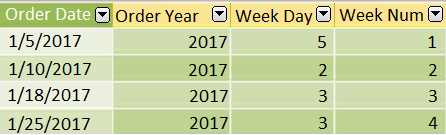 Order Date Order Year Week Day Week Num
1/5/2017 2017 5 1
1/10/2017 2017 2 2
1/18/2017 2017 3 3
1/25/2017 2017 3 4